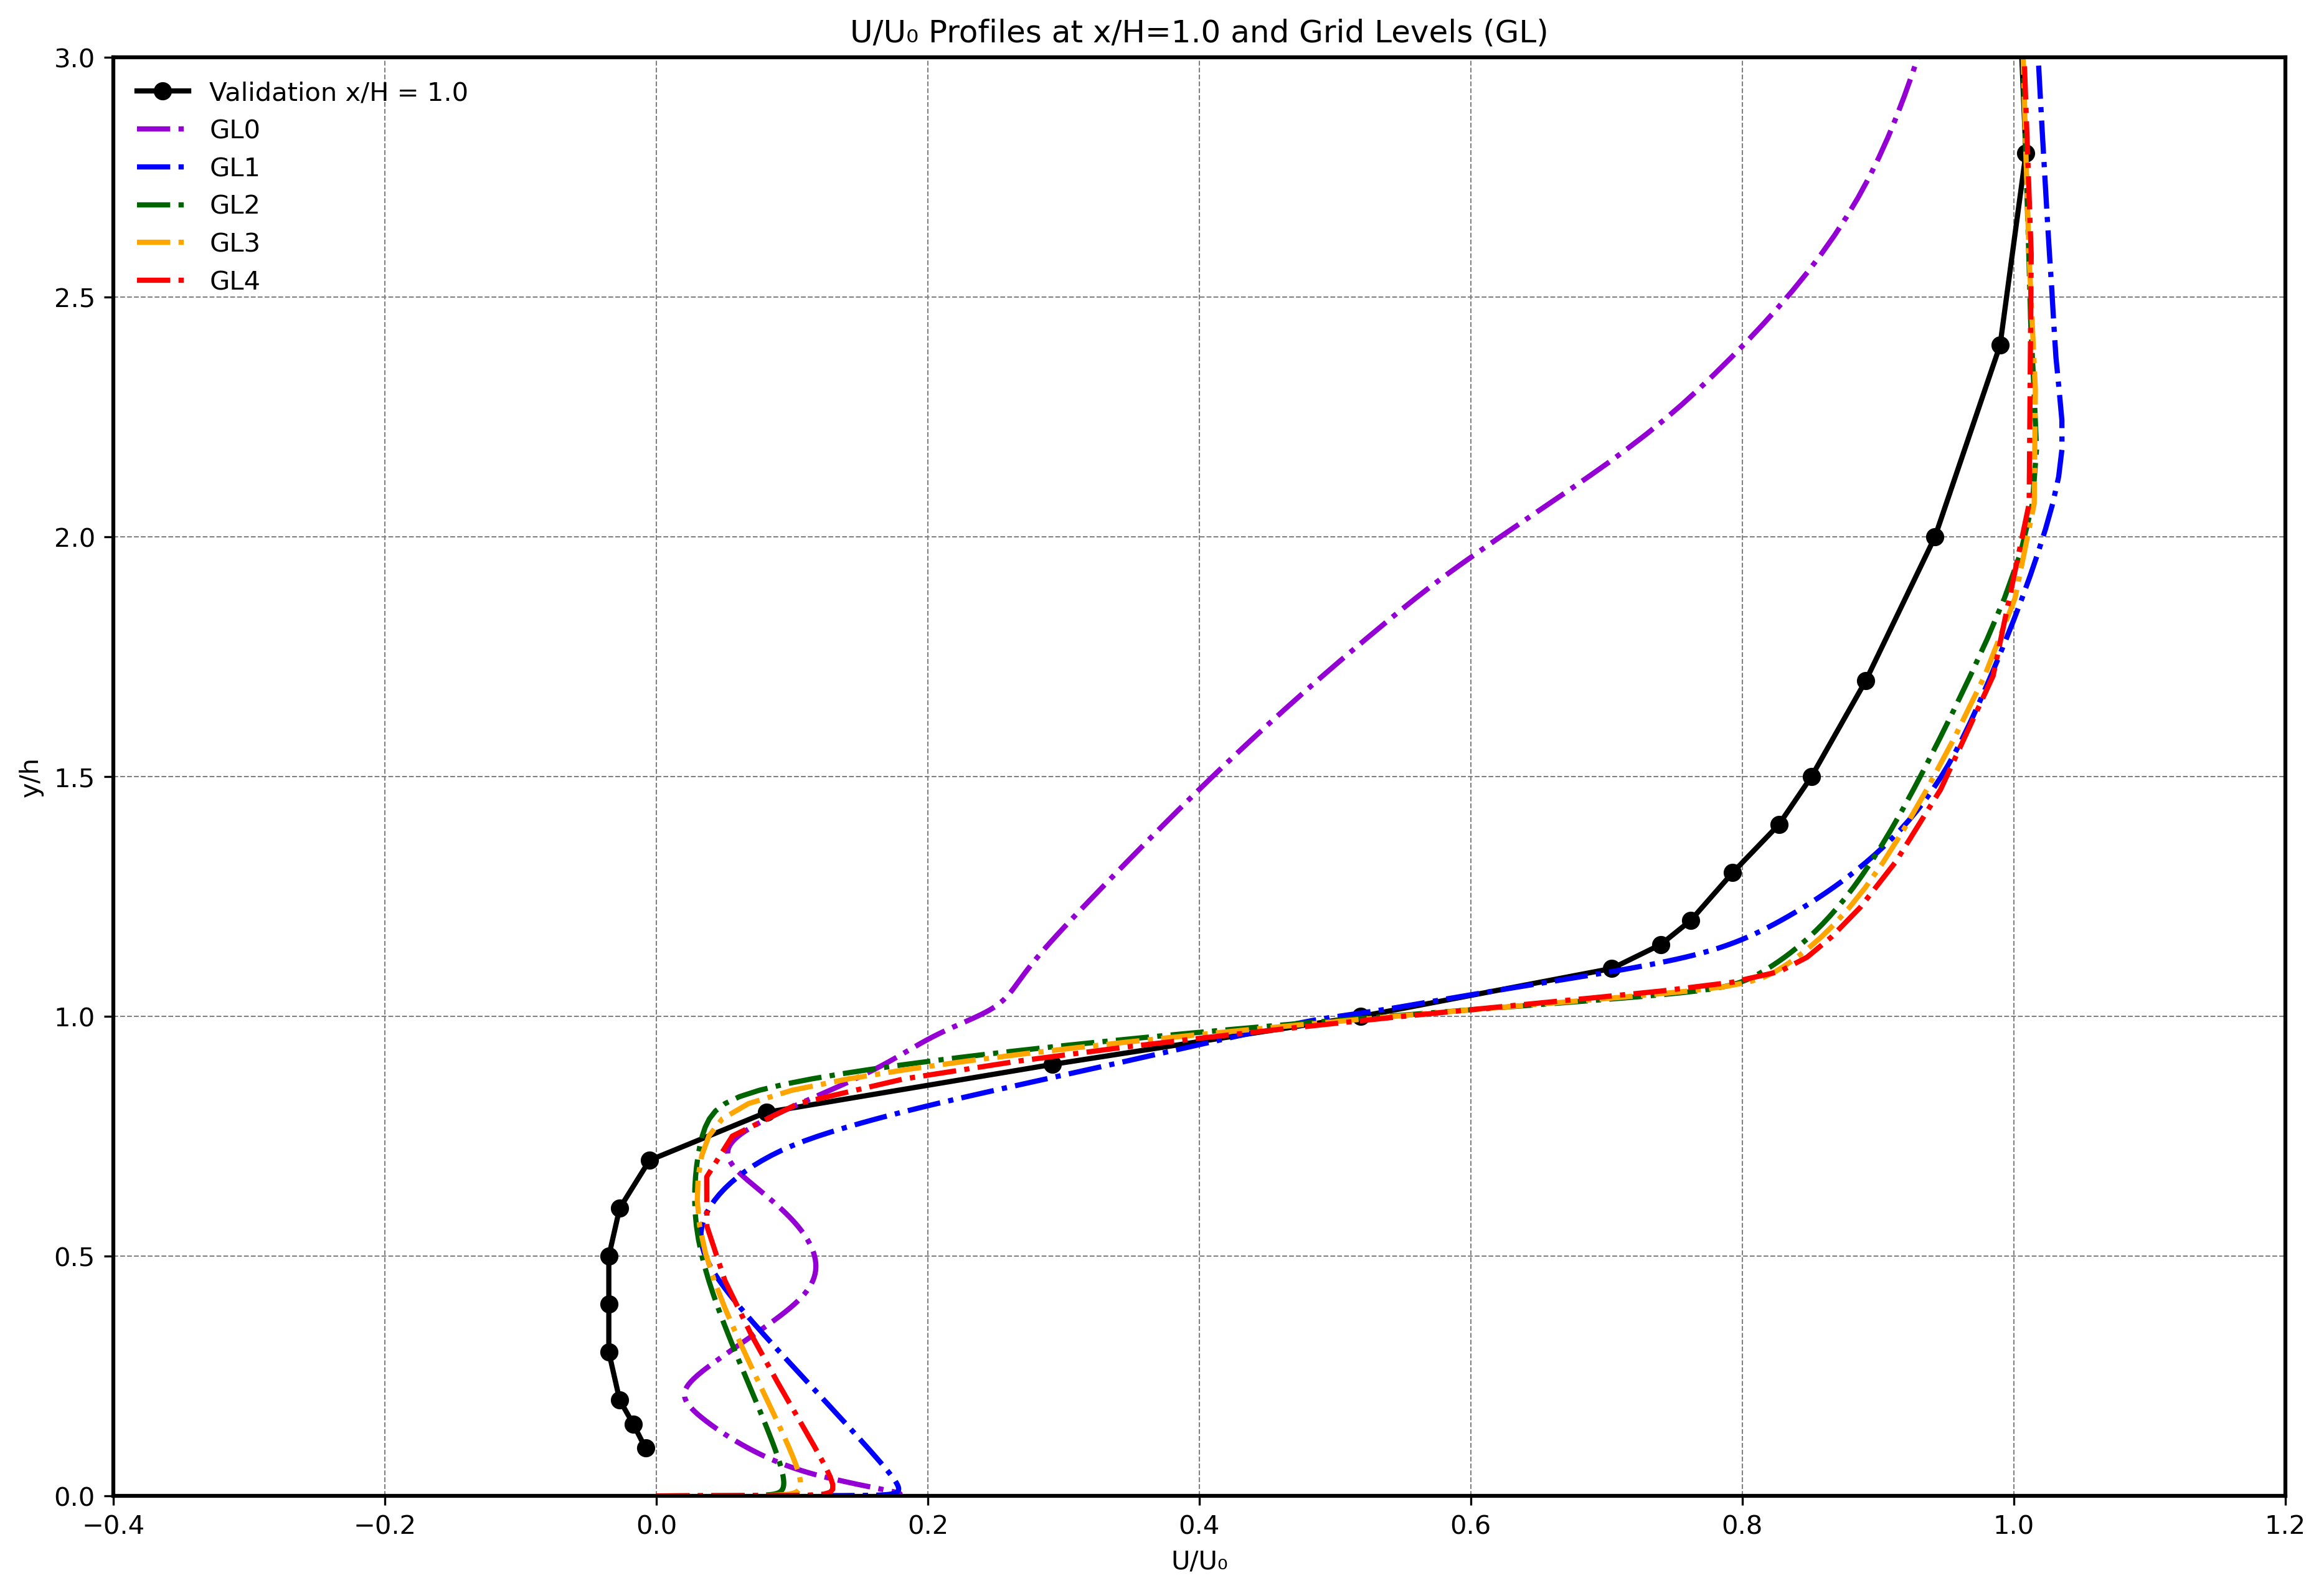 U/U₀ Profiles at x/H=1.0 and Grid Levels (GL)
Validation x/H = 1.0
GL0
GL1
GL2
GL3
GL4
3.0
2.5
2.0
1.5
1.0
0.5
0.0
y/h
−0.4 −0.2 0.0 0.2 0.4 0.6 0.8 1.0 1.2
U/U₀